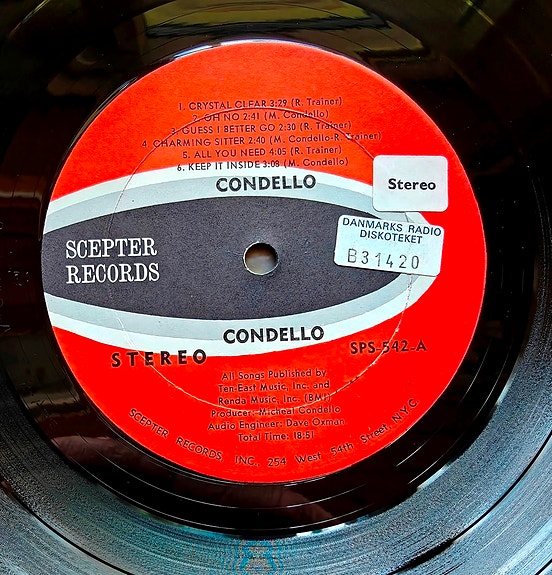 1. CRYSTAL CLEAR 3:29 (R. Trainer)
2. OH NO 2:41 (M. Condello)
3. GUESS I BETTER GO 2:30 (R. Trainer)
4. CHARMING SITTER 2:40 (M. Condello-R. Trainer)
5. ALL YOU NEED 4:05 (R. Trainer)
6. KEEP IT INSIDE 3:08 (M. Condello)
CONDELLO
Stereo
DANMARKS RADIO
DISKOTEKET
B31420
SCEPTER
RECORDS
CONDELLO
STEREO
SPS-542-A
All Songs Published by
Ten-East Music, Inc. and
Renda Music, Inc. (BMI)
Producer: Micheal Condello
Audio Engineer: Dave Oxman
Total Time: 18:51
SCEPTER RECORDS INC, 254 West 54th Street, N.Y.C.